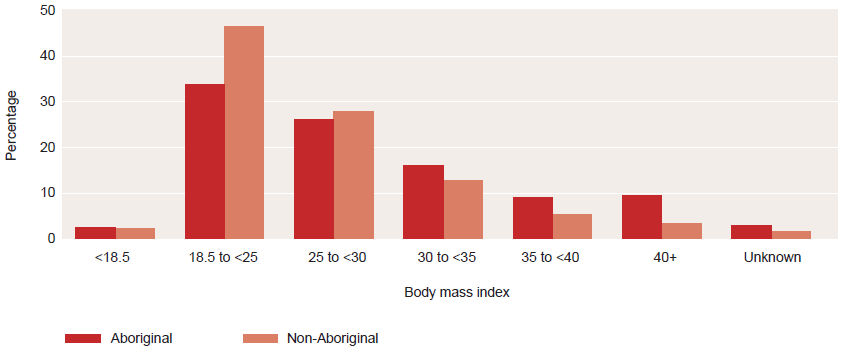 50
40
30
20
10
0
Percentage
<18.5
18.5 to <25
25 to <30
30 to <35
35 to <40
40+
Unknown
Body mass index
Aboriginal
Non-Aboriginal